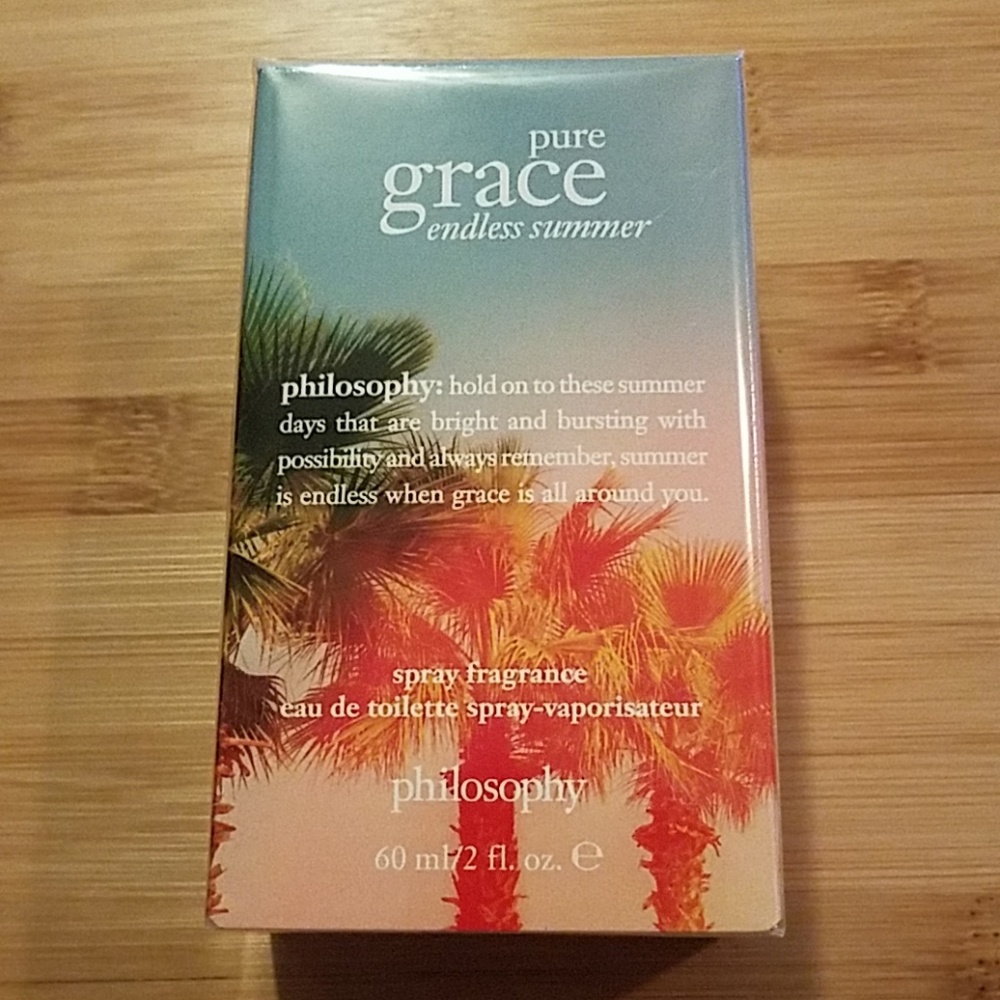 pure
grace
endless summer
philosophy: hold on to these summer
days that are bright and bursting with
possibility and always remember, summer
is endless when grace is all around you.
spray fragrance
eau de toilette spray-vaporisateur
philosophy
60 ml/2 fl. oz. ℮